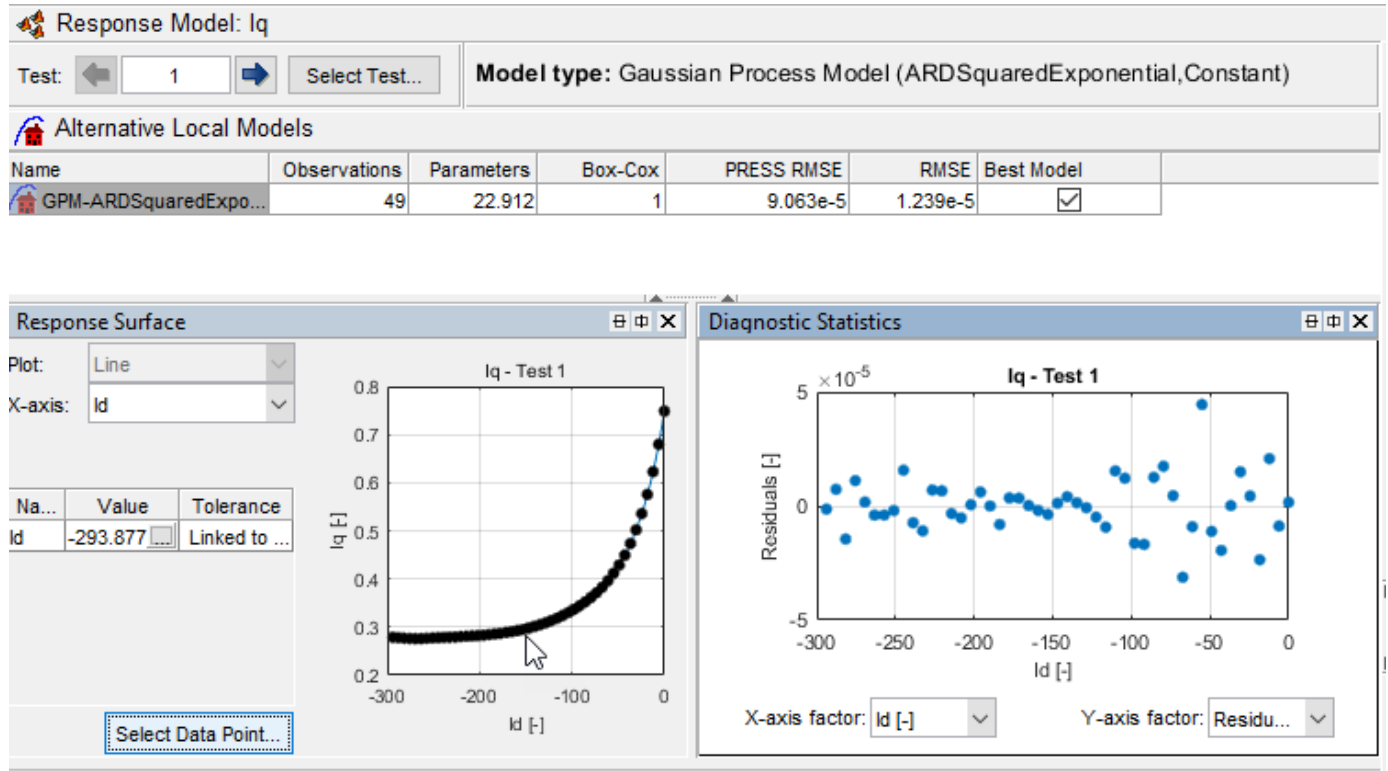 Response Model: Iq
Test: 1 Select Test... Model type: Gaussian Process Model (ARDSquaredExponential,Constant)
Alternative Local Models
Name Observations Parameters Box-Cox PRESS RMSE RMSE Best Model
GPM-ARDSquaredExpo... 49 22.912 1 9.063e-5 1.239e-5
Response Surface
Plot: Line
X-axis: Id
Na... Value Tolerance
Id -293.877 ... Linked to ...
Select Data Point...
Iq - Test 1
0.8
0.7
0.6
0.5
0.4
0.3
0.2
Iq [-]
-300 -200 -100 0
Id [-]
Diagnostic Statistics
×10-5
Iq - Test 1
5
0
-5
Residuals [-]
-300 -250 -200 -150 -100 -50 0
Id [-]
X-axis factor: Id [-] Y-axis factor: Residu...